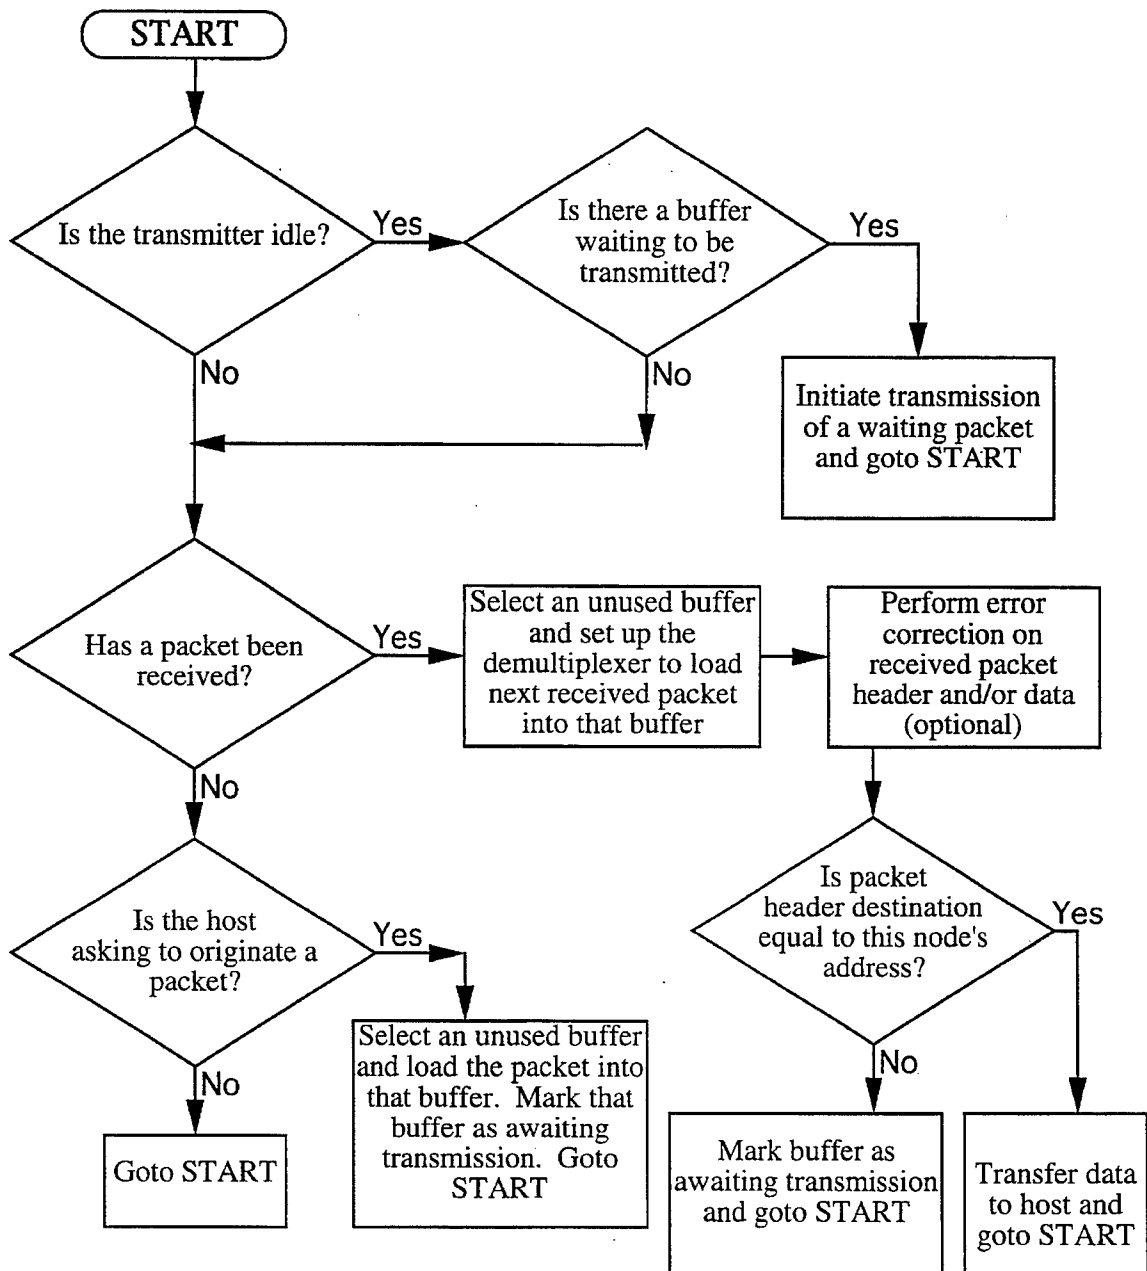 START
Is the transmitter idle?
Yes
Is there a buffer
waiting to be
transmitted?
Yes
No
No
Initiate transmission
of a waiting packet
and goto START
Has a packet been
received?
Yes
Select an unused buffer
and set up the
demultiplexer to load
next received packet
into that buffer
Perform error
correction on
received packet
header and/or data
(optional)
No
Is the host
asking to originate a
packet?
Yes
Is packet
header destination
equal to this node's
address?
Yes
No
Goto START
Select an unused buffer
and load the packet into
that buffer. Mark that
buffer as awaiting
transmission. Goto
START
No
Mark buffer as
awaiting transmission
and goto START
Transfer data
to host and
goto START